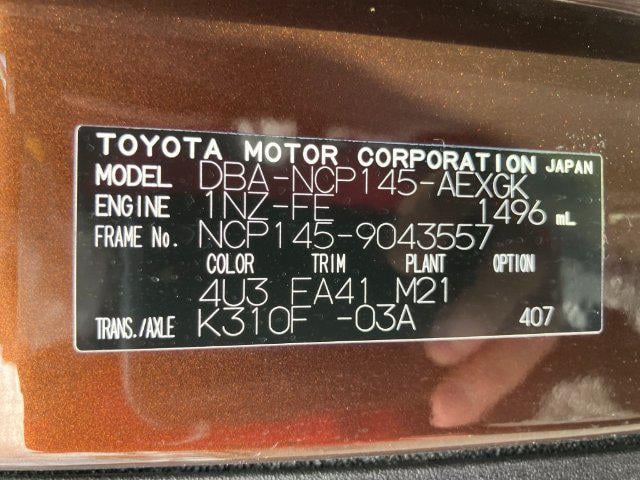 TOYOTA MOTOR CORPORATION JAPAN
MODEL DBA-NCP145-AEXGK
ENGINE 1NZ-FE 1496 mL
FRAME No. NCP145-9043557
COLOR TRIM PLANT OPTION
4U3 FA41 M21
TRANS./AXLE K310F -03A 407